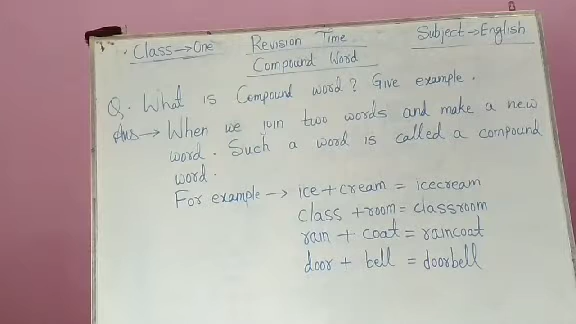 Class→One Revision Time Subject→English
Compound Word
Q. What is Compound word? Give example.
Ans→ When we join two words and make a new
word. Such a word is called a compound
word.
For example→ ice+cream = icecream
class +room = classroom
rain + coat = raincoat
door + bell = doorbell